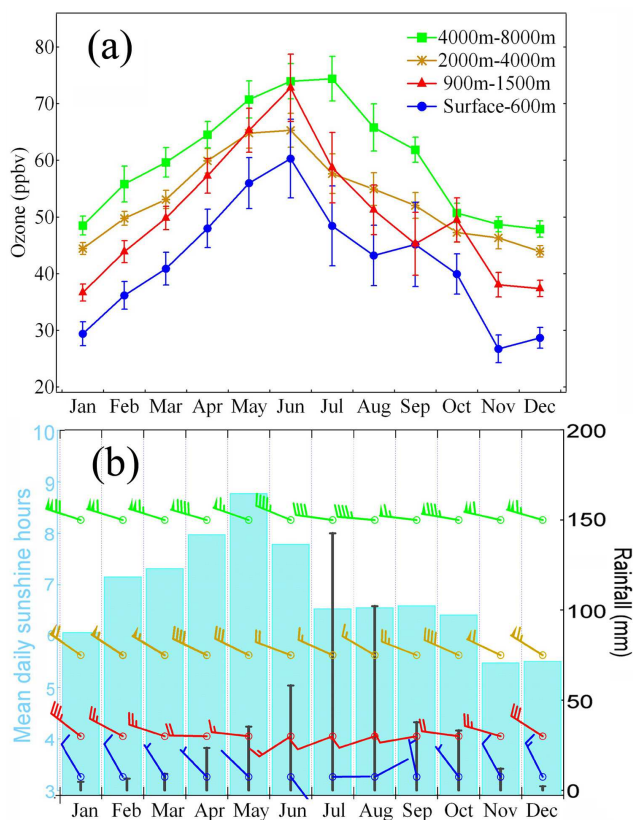 (a)
4000m-8000m
2000m-4000m
900m-1500m
Surface-600m
Ozone (ppbv)
80
70
60
50
40
30
20
Jan Feb Mar Apr May Jun Jul Aug Sep Oct Nov Dec
(b)
Mean daily sunshine hours
10
9
8
7
6
5
4
3
Rainfall (mm)
200
150
100
50
0
Jan Feb Mar Apr May Jun Jul Aug Sep Oct Nov Dec